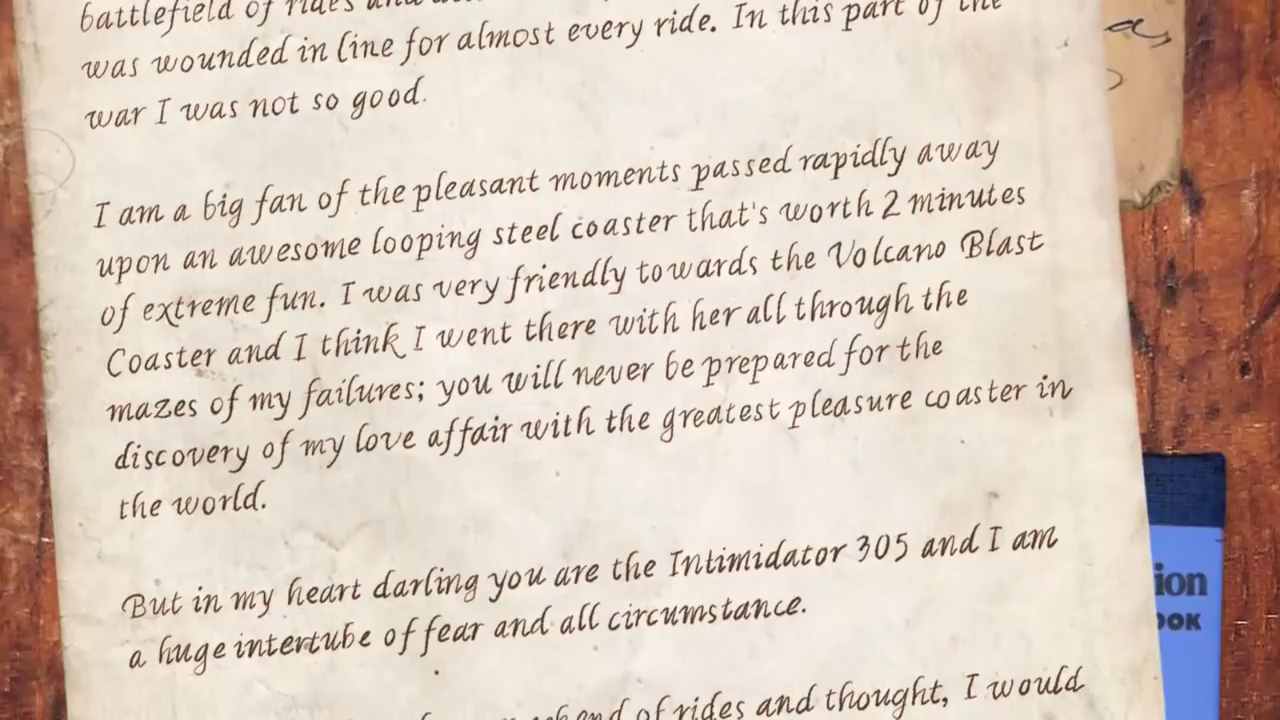 battlefield of rides and
was wounded in line for almost every ride. In this part of the
war I was not so good.
I am a big fan of the pleasant moments passed rapidly away
upon an awesome looping steel coaster that's worth 2 minutes
of extreme fun. I was very friendly towards the Volcano Blast
Coaster and I think I went there with her all through the
mazes of my failures; you will never be prepared for the
discovery of my love affair with the greatest pleasure coaster in
the world.
But in my heart darling you are the Intimidator 305 and I am
a huge intertube of fear and all circumstance.
of rides and thought, I would
ion
OOK